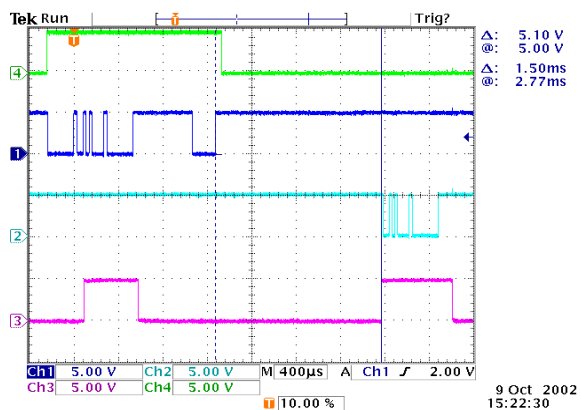 Tek Run Trig?
T
T
Δ: 5.10 V
@: 5.00 V
Δ: 1.50ms
@: 2.77ms
4
1
2
3
Ch1 5.00 V Ch2 5.00 V M 400µs A Ch1 2.00 V
Ch3 5.00 V Ch4 5.00 V
T 10.00 %
9 Oct 2002
15:22:30